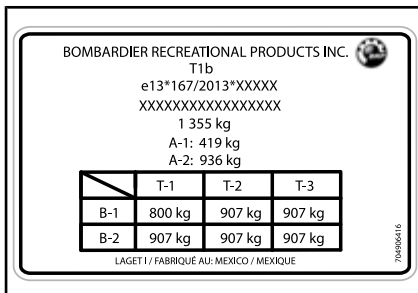 BOMBARDIER RECREATIONAL PRODUCTS INC.
T1b
e13*167/2013*XXXXX
XXXXXXXXXXXXXXXXX
1 355 kg
A-1: 419 kg
A-2: 936 kg
T-1 T-2 T-3
B-1 800 kg 907 kg 907 kg
B-2 907 kg 907 kg 907 kg
LAGET I / FABRIQUÉ AU: MEXICO / MEXIQUE
704906416